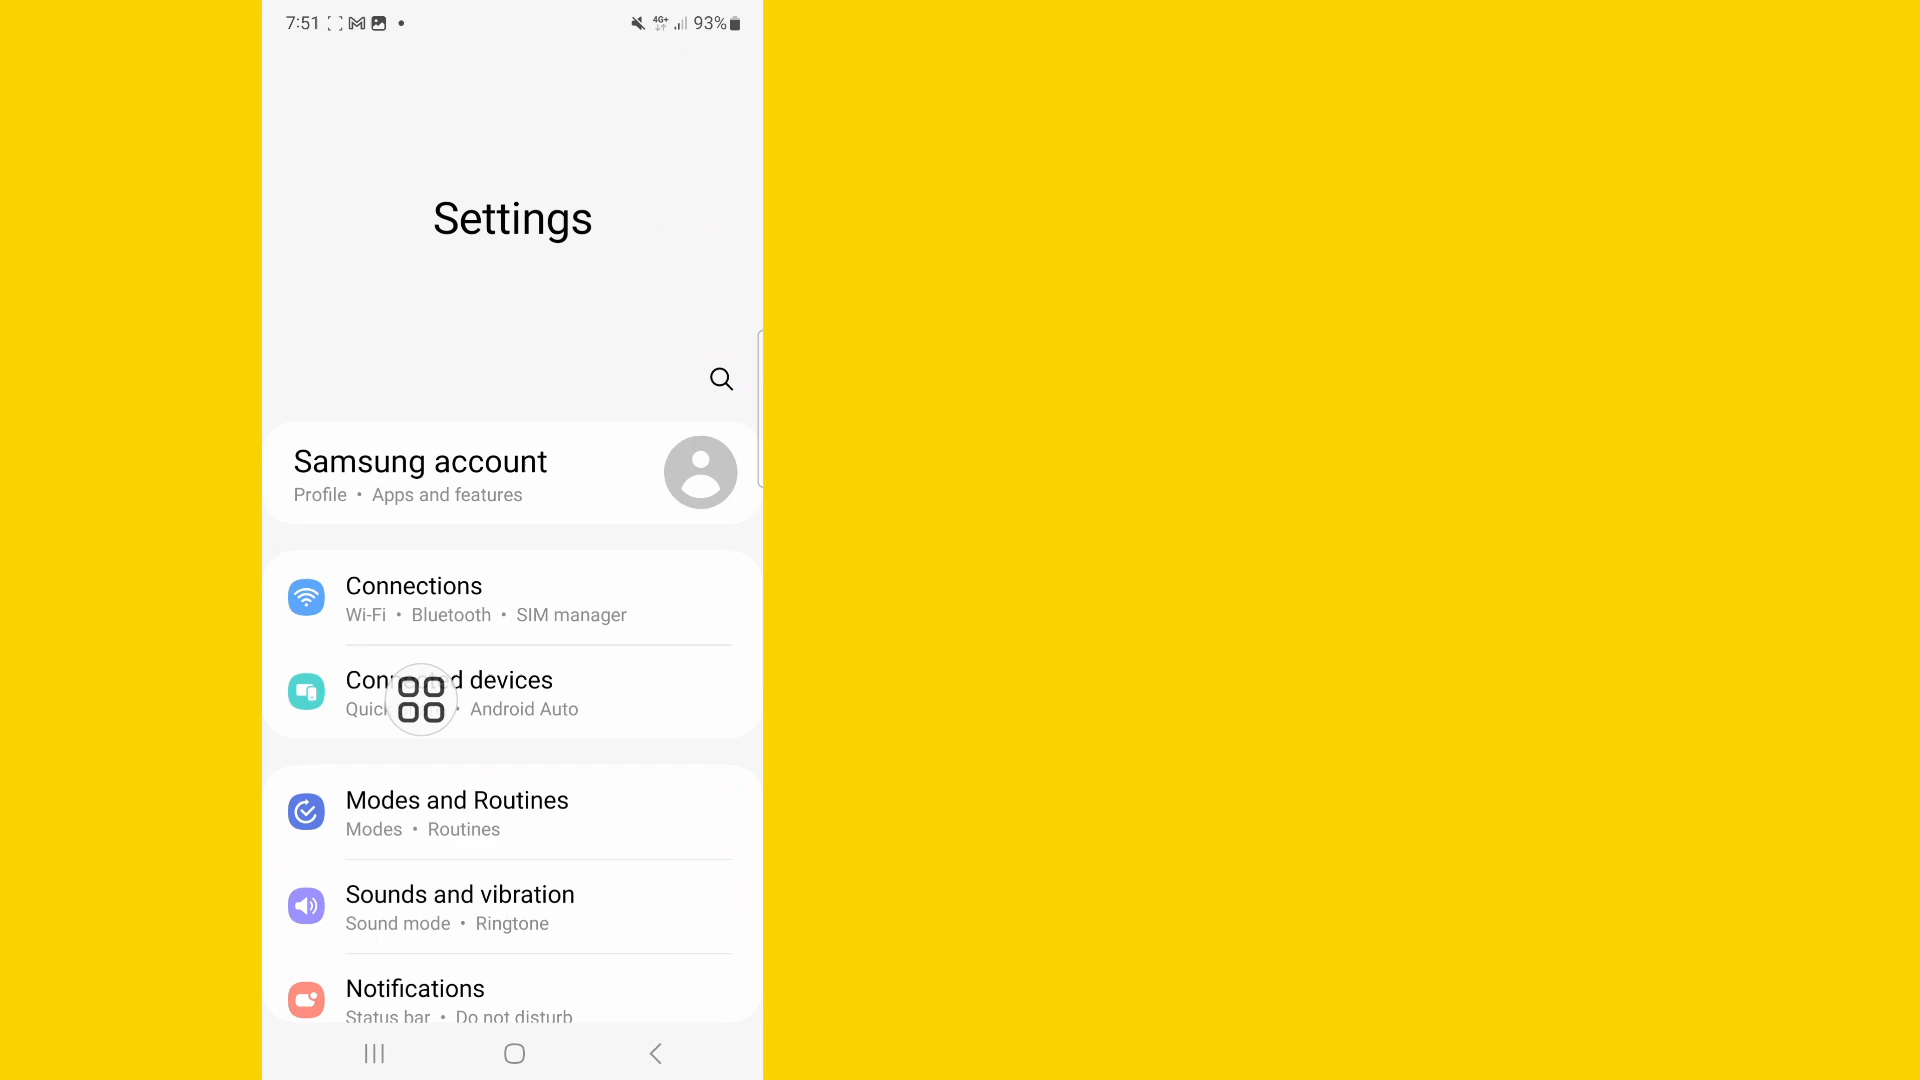 7:51
4G+ 93%
Settings
Samsung account
Profile • Apps and features
Connections
Wi-Fi • Bluetooth • SIM manager
devices
• Android Auto
Modes and Routines
Modes • Routines
Sounds and vibration
Sound mode • Ringtone
Notifications
Status bar • Do not disturb